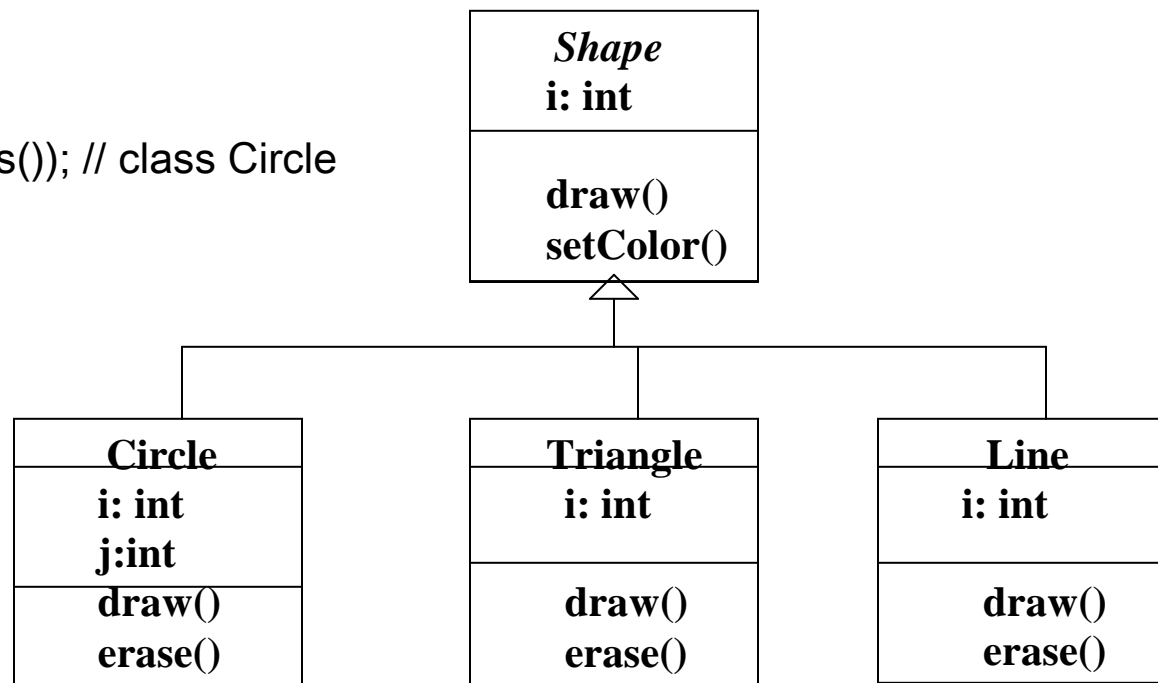 Shape
i: int
s()); // class Circle
draw()
setColor()
Circle
i: int
j:int
draw()
erase()
Triangle
i: int
draw()
erase()
Line
i: int
draw()
erase()